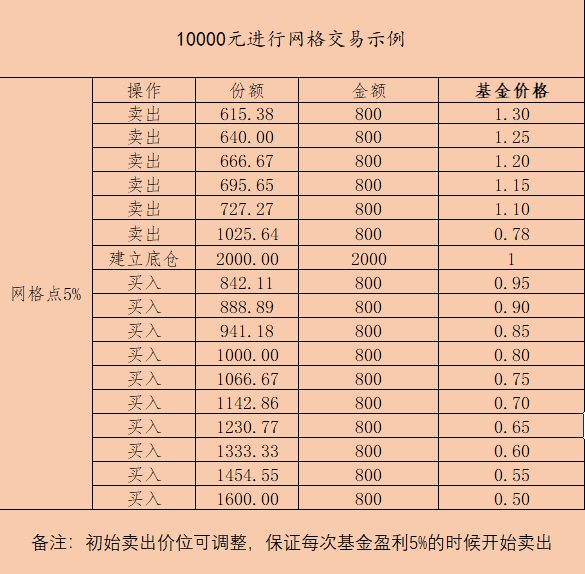 10000元进行网格交易示例
操作 份额 金额 基金价格
卖出 615.38 800 1.30
卖出 640.00 800 1.25
卖出 666.67 800 1.20
卖出 695.65 800 1.15
卖出 727.27 800 1.10
卖出 1025.64 800 0.78
建立底仓 2000.00 2000 1
网格点5%
买入 842.11 800 0.95
买入 888.89 800 0.90
买入 941.18 800 0.85
买入 1000.00 800 0.80
买入 1066.67 800 0.75
买入 1142.86 800 0.70
买入 1230.77 800 0.65
买入 1333.33 800 0.60
买入 1454.55 800 0.55
买入 1600.00 800 0.50
备注：初始卖出价位可调整，保证每次基金盈利5%的时候开始卖出